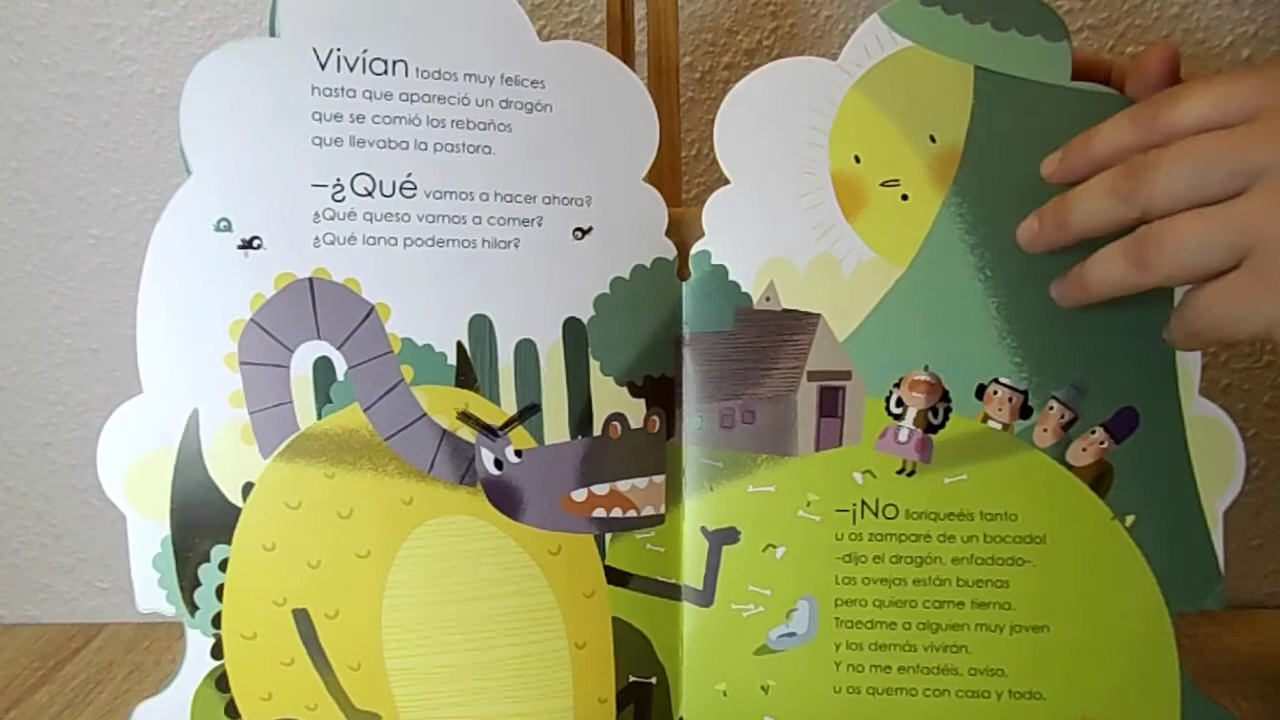 Vivían todos muy felices
hasta que apareció un dragón
que se comió los rebaños
que llevaba la pastora.
–¿Qué vamos a hacer ahora?
¿Qué queso vamos a comer?
¿Qué lana podemos hilar?
–¡No lloriqueéis tanto
u os zamparé de un bocado!
–dijo el dragón, enfadado–.
Las ovejas están buenas
pero quiero carne tierna.
Traedme a alguien muy joven
y los demás vivirán.
Y no me enfadéis, aviso,
u os quemo con casa y todo.